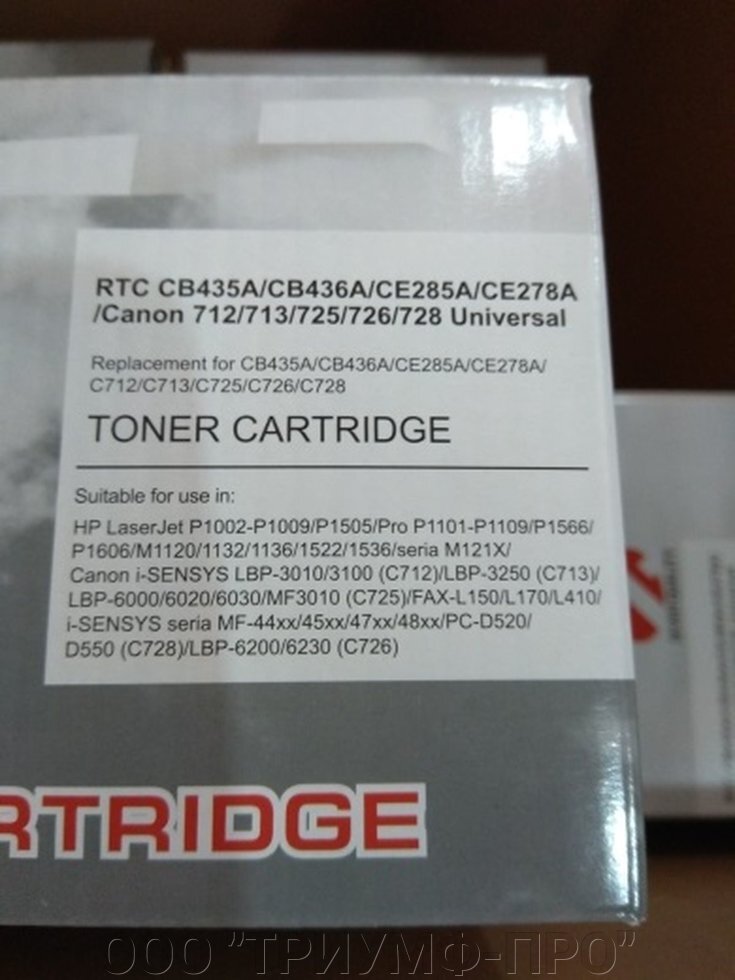 RTC CB435A/CB436A/CE285A/CE278A
/Canon 712/713/725/726/728 Universal
Replacement for CB435A/CB436A/CE285A/CE278A/
C712/C713/C725/C726/C728
TONER CARTRIDGE
Suitable for use in:
HP LaserJet P1002-P1009/P1505/Pro P1101-P1109/P1566/
P1606/M1120/1132/1136/1522/1536/seria M121X/
Canon i-SENSYS LBP-3010/3100 (C712)/LBP-3250 (C713)/
LBP-6000/6020/6030/MF3010 (C725)/FAX-L150/L170/L410/
i-SENSYS seria MF-44xx/45xx/47xx/48xx/PC-D520/
D550 (C728)/LBP-6200/6230 (C726)
RTRIDGE
ООО "ТРИУМФ-ПРО"